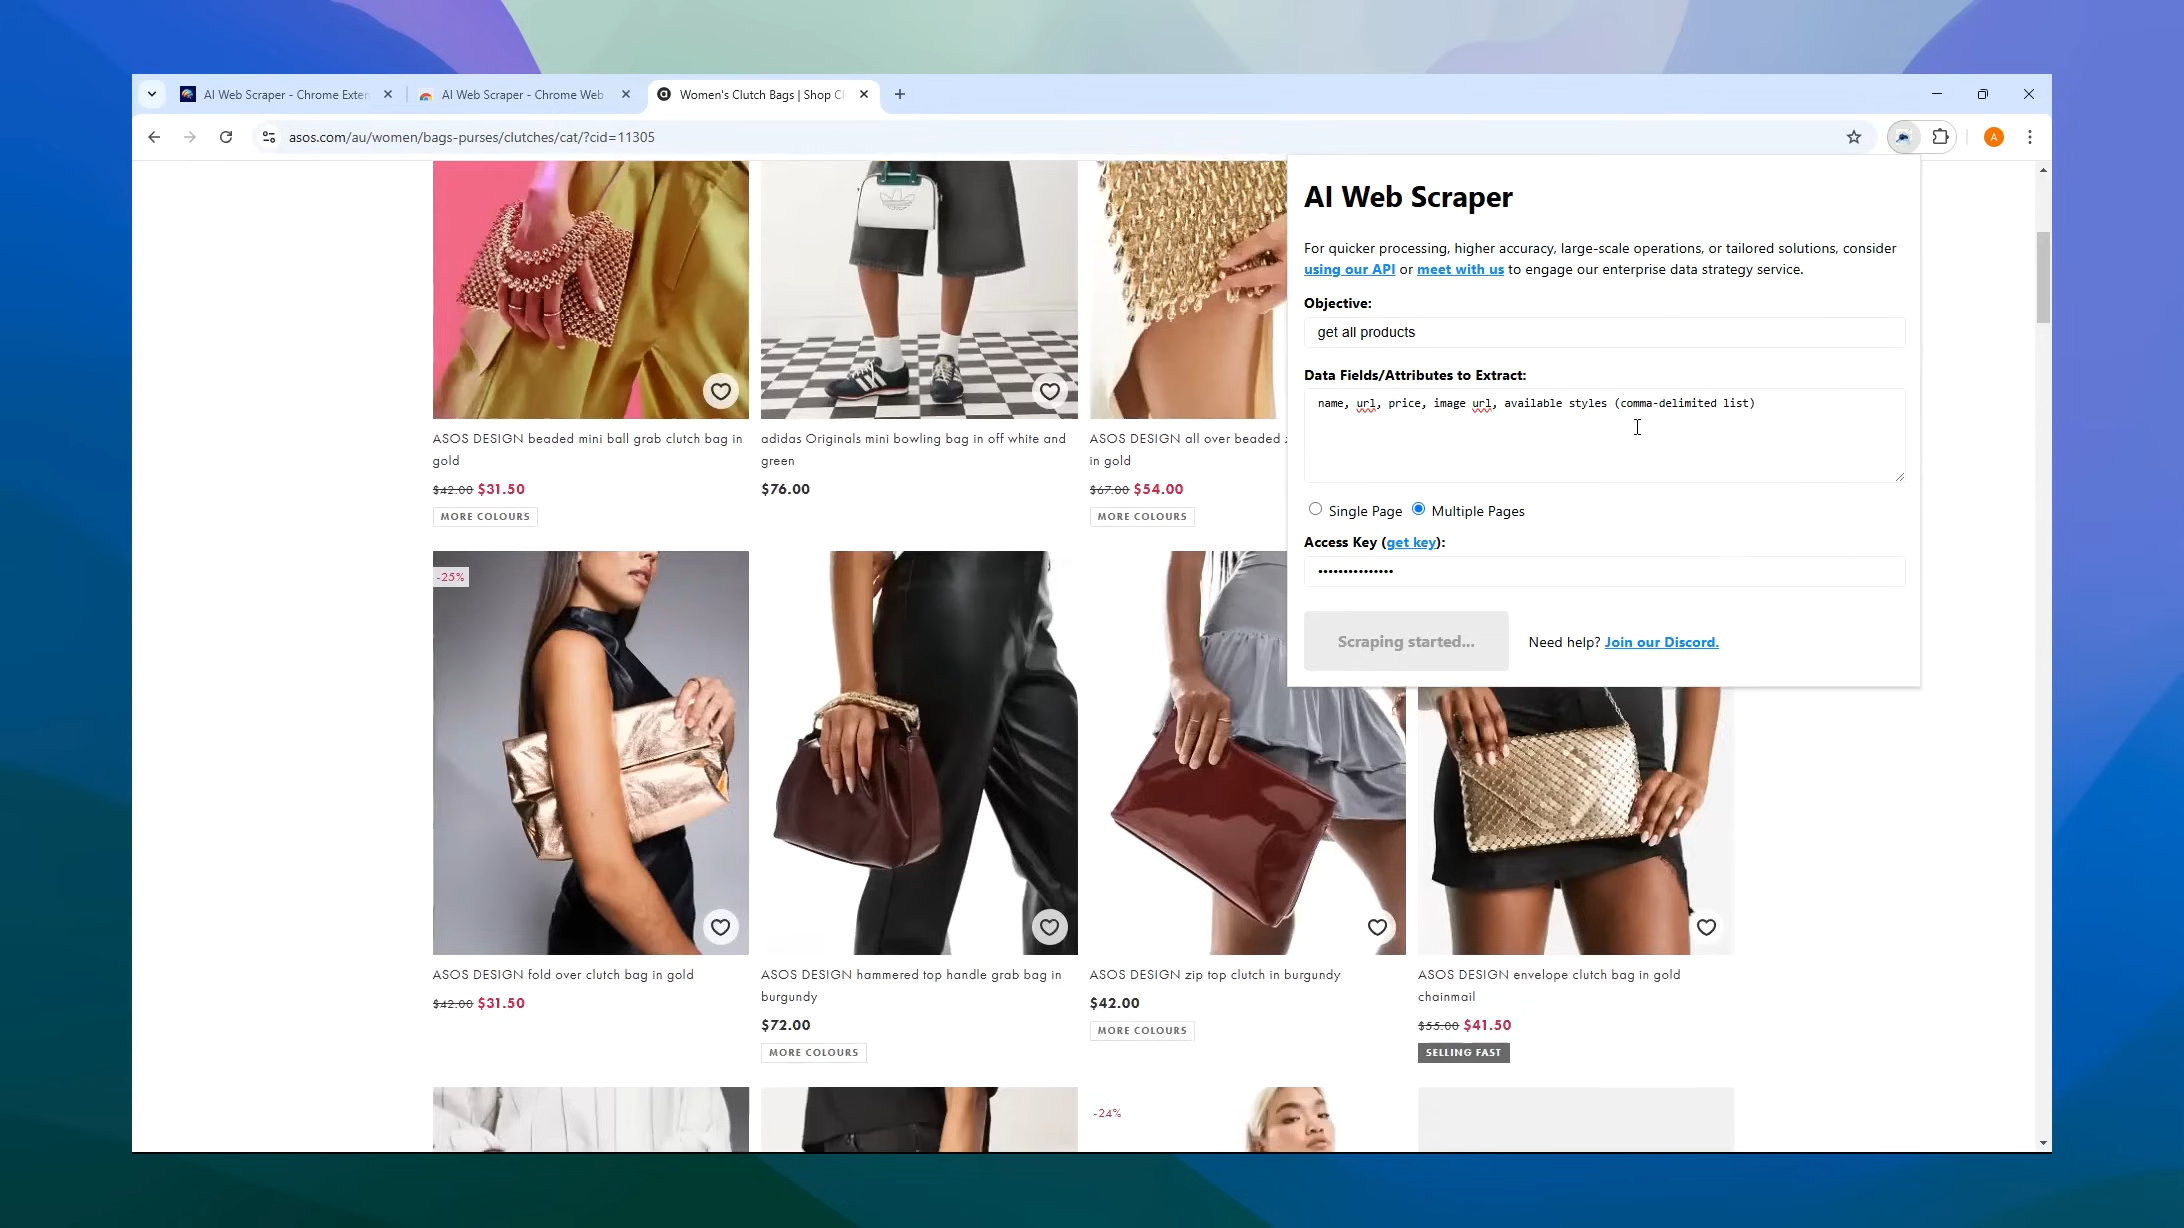 AI Web Scraper - Chrome Exten
AI Web Scraper - Chrome Web
Women's Clutch Bags | Shop Cl
asos.com/au/women/bags-purses/clutches/cat/?cid=11305
A
AI Web Scraper
For quicker processing, higher accuracy, large-scale operations, or tailored solutions, consider
using our API or meet with us to engage our enterprise data strategy service.
Objective:
get all products
Data Fields/Attributes to Extract:
name, url, price, image url, available styles (comma-delimited list)
Single Page Multiple Pages
Access Key (get key):
•••••••••••••••
Scraping started...
Need help? Join our Discord.
ASOS DESIGN beaded mini ball grab clutch bag in
gold
$42.00 $31.50
MORE COLOURS
adidas Originals mini bowling bag in off white and
green
$76.00
ASOS DESIGN all over beaded
in gold
$67.00 $54.00
MORE COLOURS
-25%
ASOS DESIGN fold over clutch bag in gold
$42.00 $31.50
ASOS DESIGN hammered top handle grab bag in
burgundy
$72.00
MORE COLOURS
ASOS DESIGN zip top clutch in burgundy
$42.00
MORE COLOURS
ASOS DESIGN envelope clutch bag in gold
chainmail
$55.00 $41.50
SELLING FAST
-24%